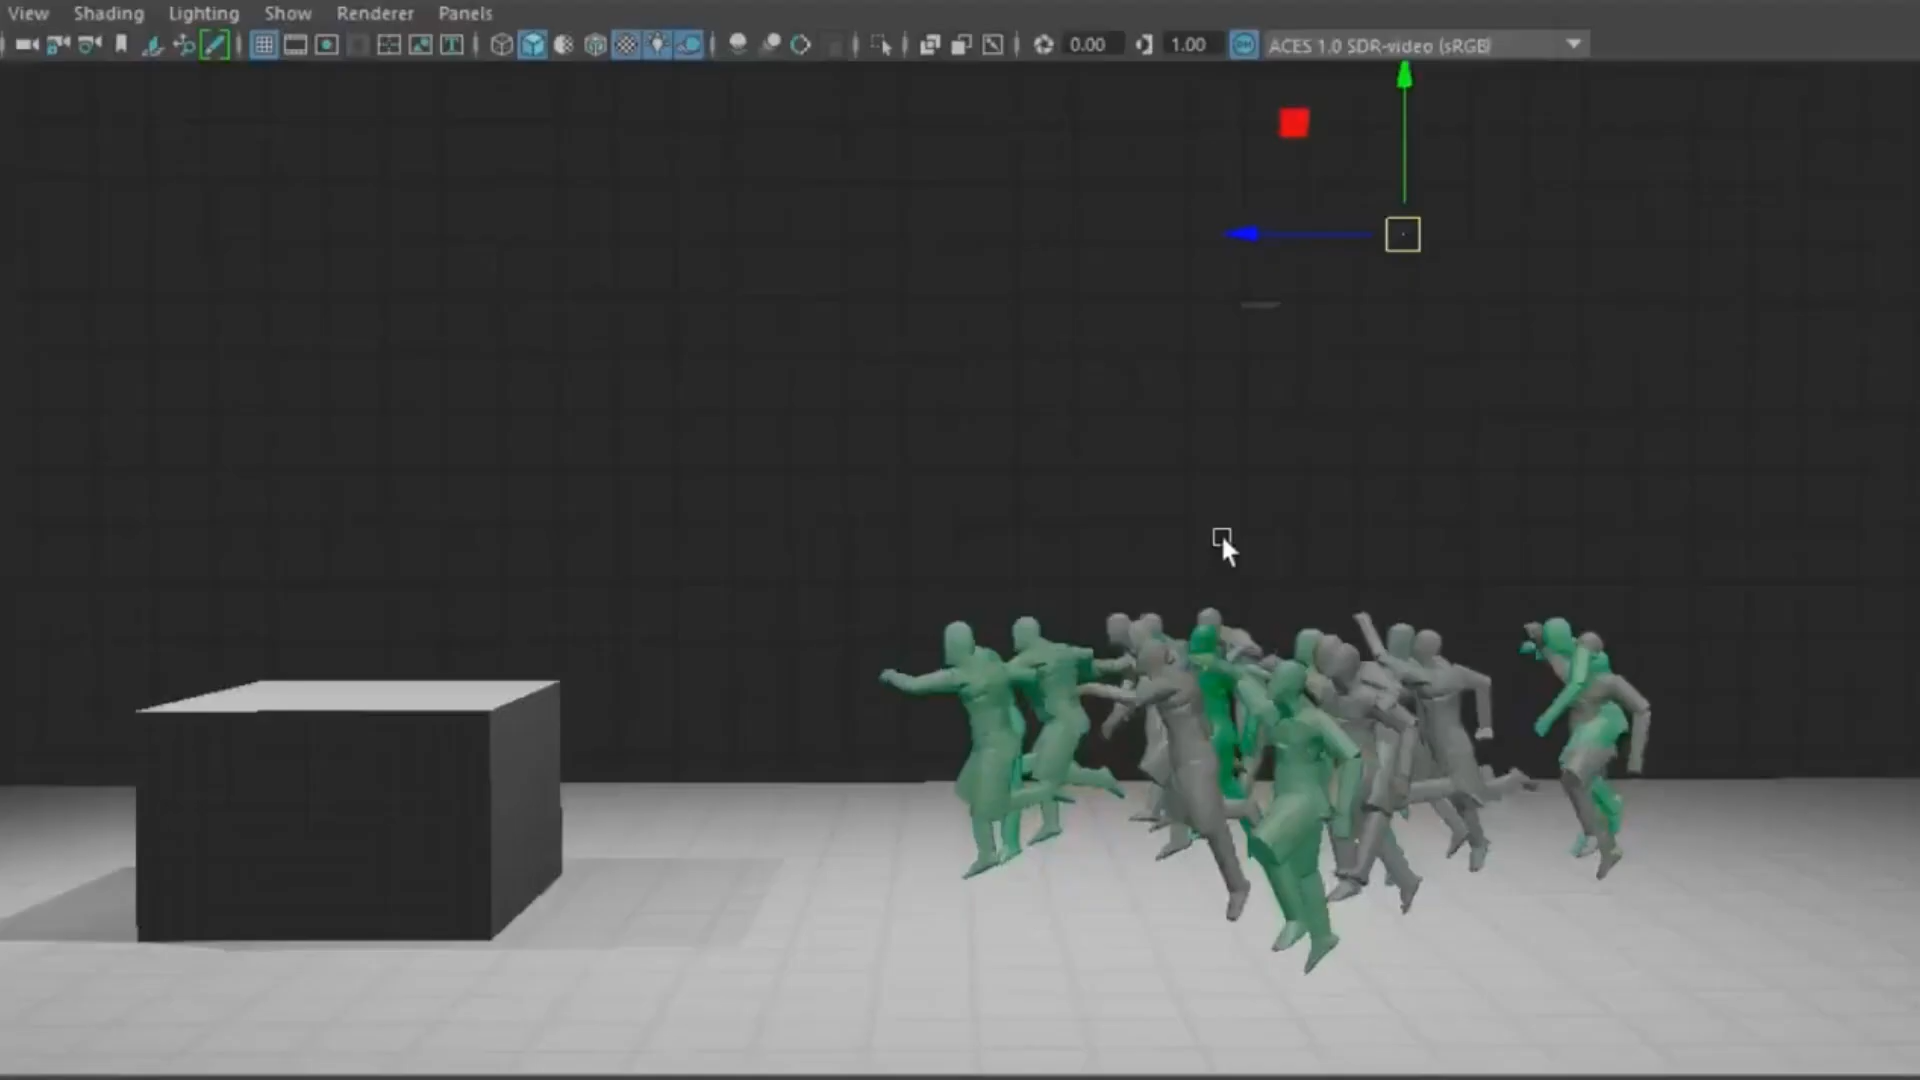 View Shading Lighting Show Renderer Panels
0.00 1.00 ACES 1.0 SDR-video (sRGB)